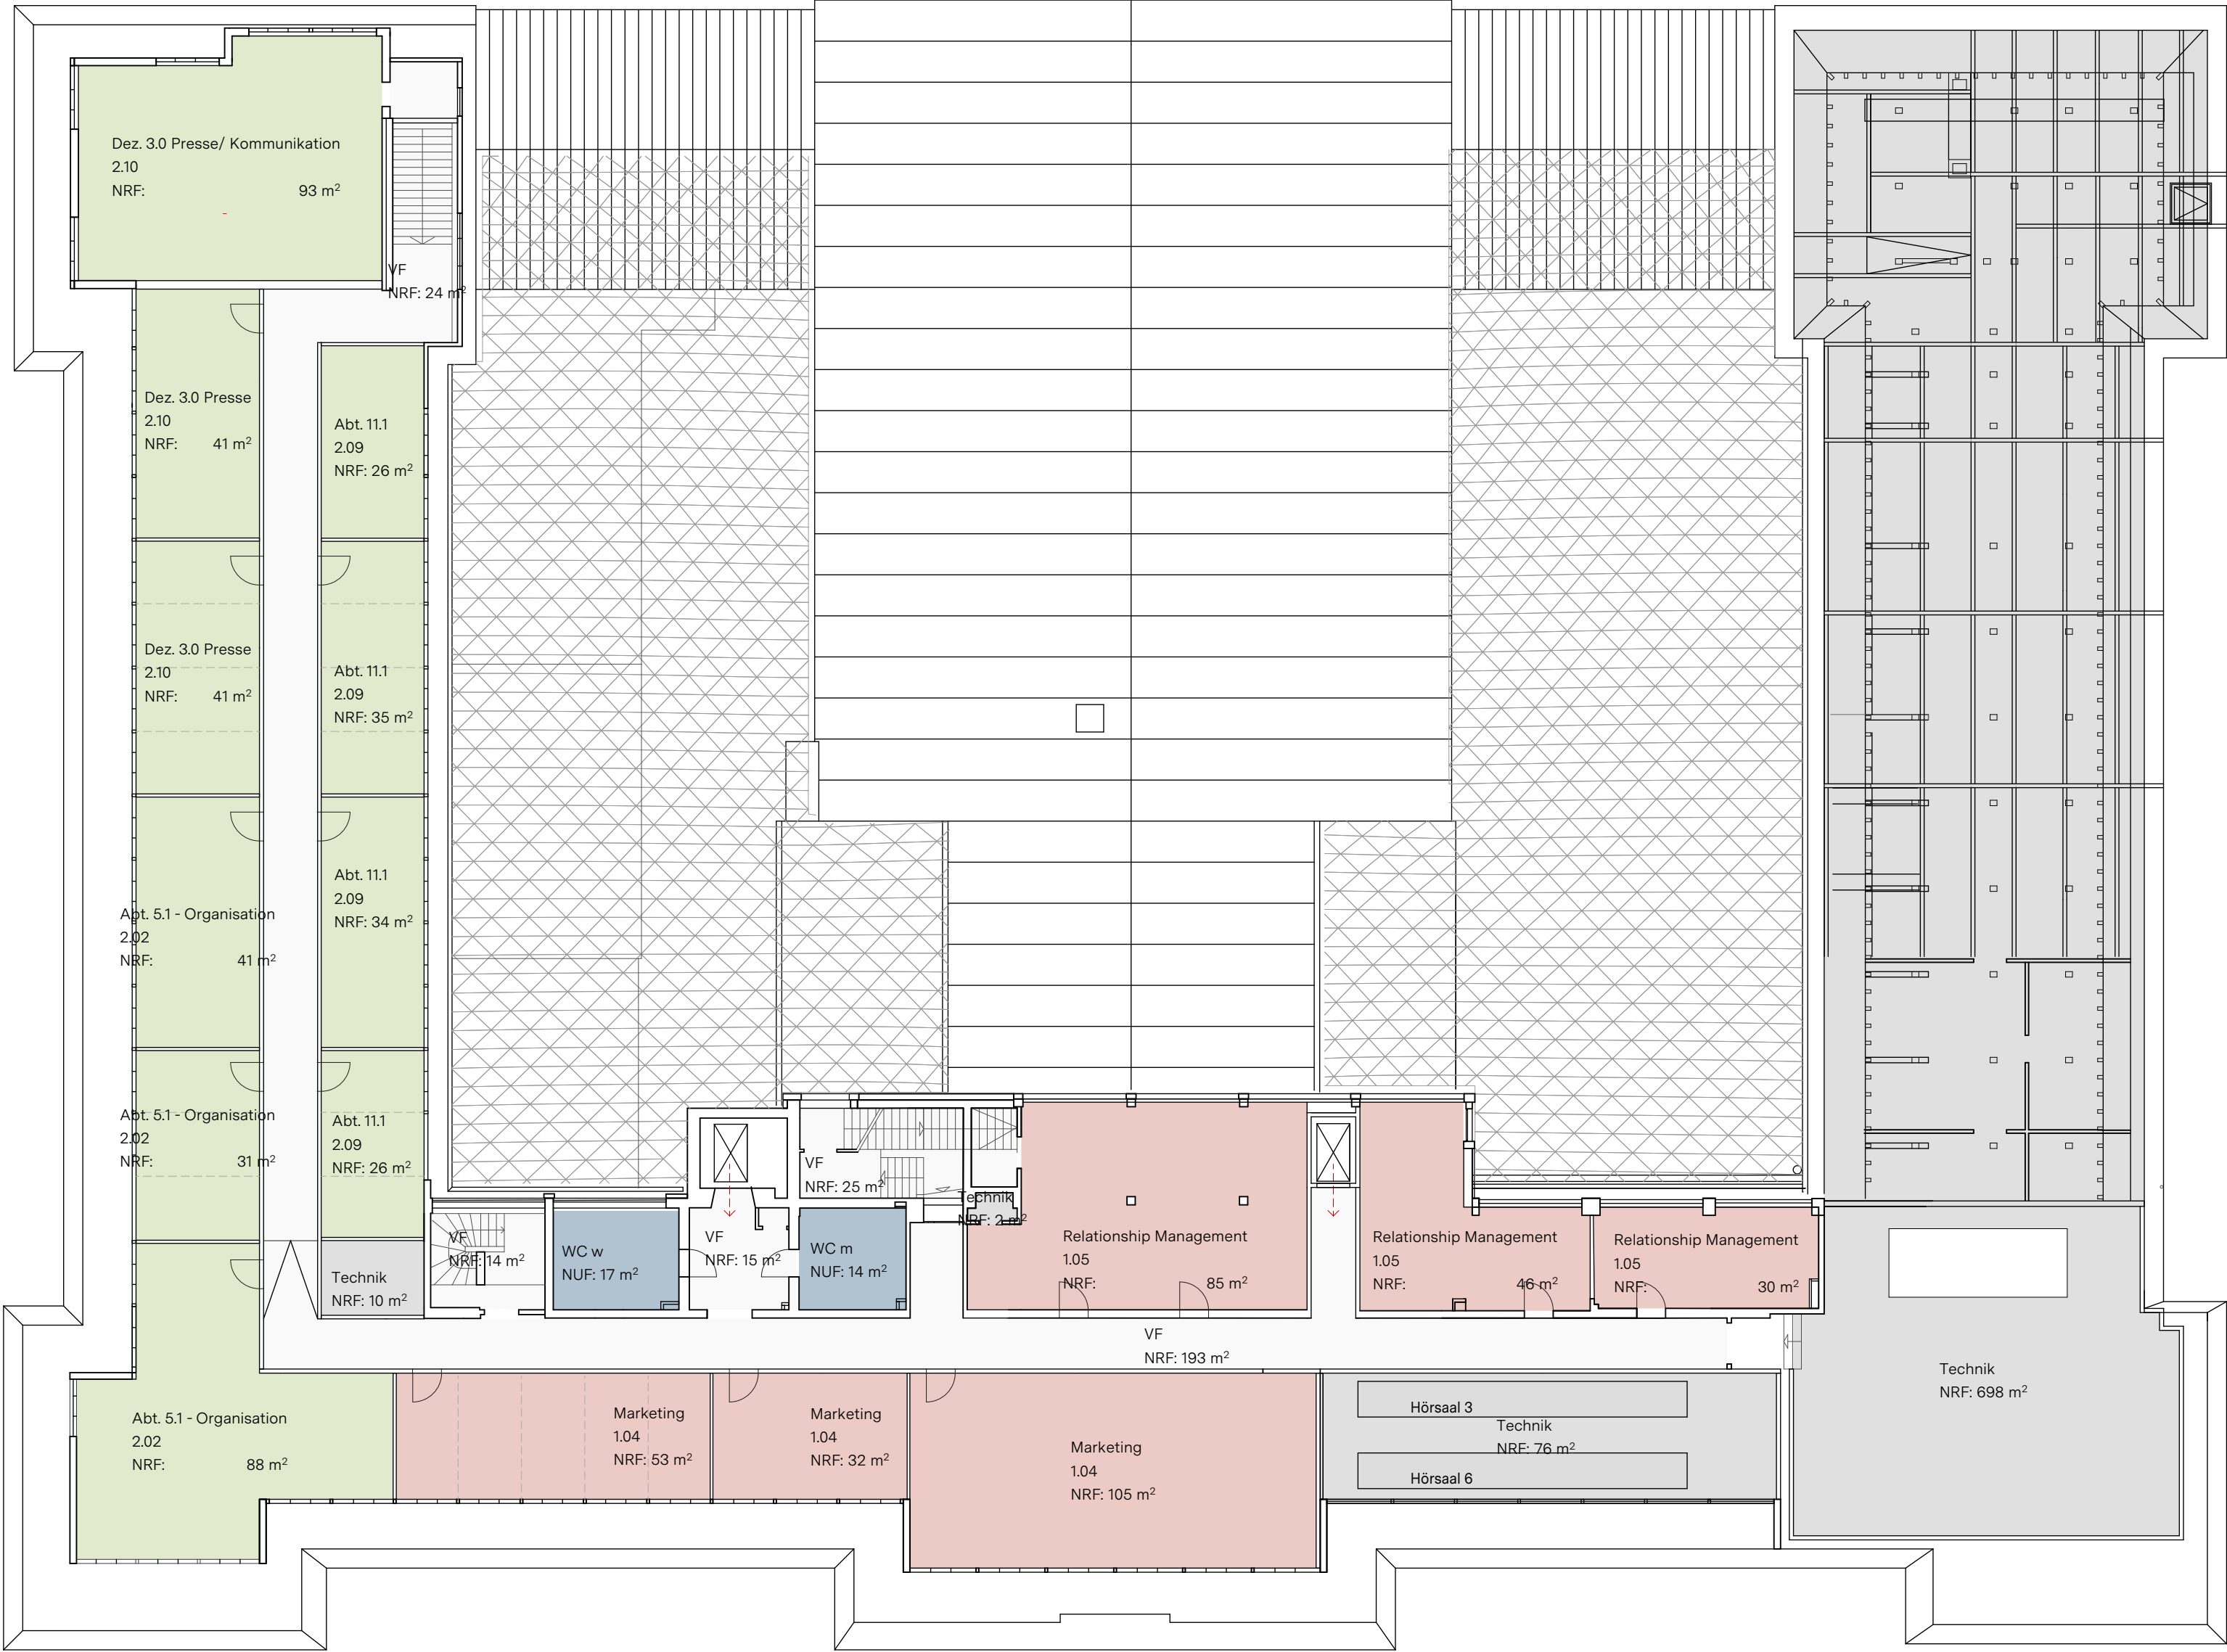 Dez. 3.0 Presse/ Kommunikation
2.10
NRF: 93 m²
VF
NRF: 24 m²
Dez. 3.0 Presse
2.10
NRF: 41 m²
Abt. 11.1
2.09
NRF: 26 m²
Dez. 3.0 Presse
2.10
NRF: 41 m²
Abt. 11.1
2.09
NRF: 35 m²
Abt. 5.1 - Organisation
2.02
NRF: 41 m²
Abt. 11.1
2.09
NRF: 34 m²
Abt. 5.1 - Organisation
2.02
NRF: 31 m²
Abt. 11.1
2.09
NRF: 26 m²
Technik
NRF: 10 m²
VF
NRF: 14 m²
WC w
NUF: 17 m²
VF
NRF: 15 m²
WC m
NUF: 14 m²
VF
NRF: 25 m²
Technik
NRF: 2 m²
Relationship Management
1.05
NRF: 85 m²
Relationship Management
1.05
NRF: 46 m²
Relationship Management
1.05
NRF: 30 m²
VF
NRF: 193 m²
Abt. 5.1 - Organisation
2.02
NRF: 88 m²
Marketing
1.04
NRF: 53 m²
Marketing
1.04
NRF: 32 m²
Marketing
1.04
NRF: 105 m²
Hörsaal 3
Technik
NRF: 76 m²
Hörsaal 6
Technik
NRF: 698 m²